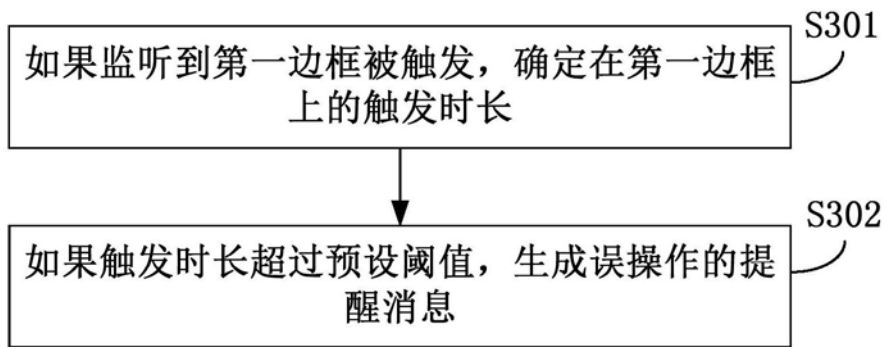 S301
如果监听到第一边框被触发，确定在第一边框
上的触发时长
S302
如果触发时长超过预设阈值，生成误操作的提
醒消息